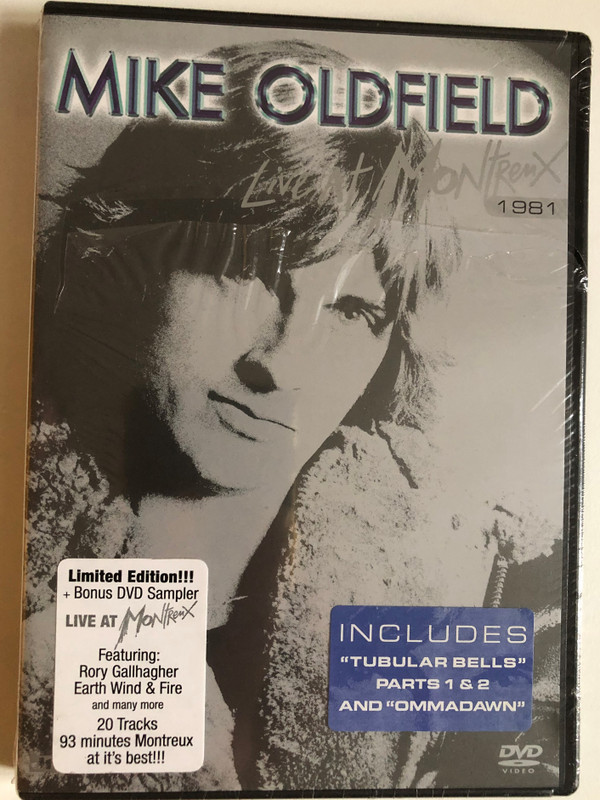 MIKE OLDFIELD
Live at Montreux
1981
Limited Edition!!!
+ Bonus DVD Sampler
LIVE AT Montreux
Featuring:
Rory Gallhagher
Earth Wind & Fire
and many more
20 Tracks
93 minutes Montreux
at it's best!!!
INCLUDES
"TUBULAR BELLS"
PARTS 1 & 2
AND "OMMADAWN"
DVD
VIDEO